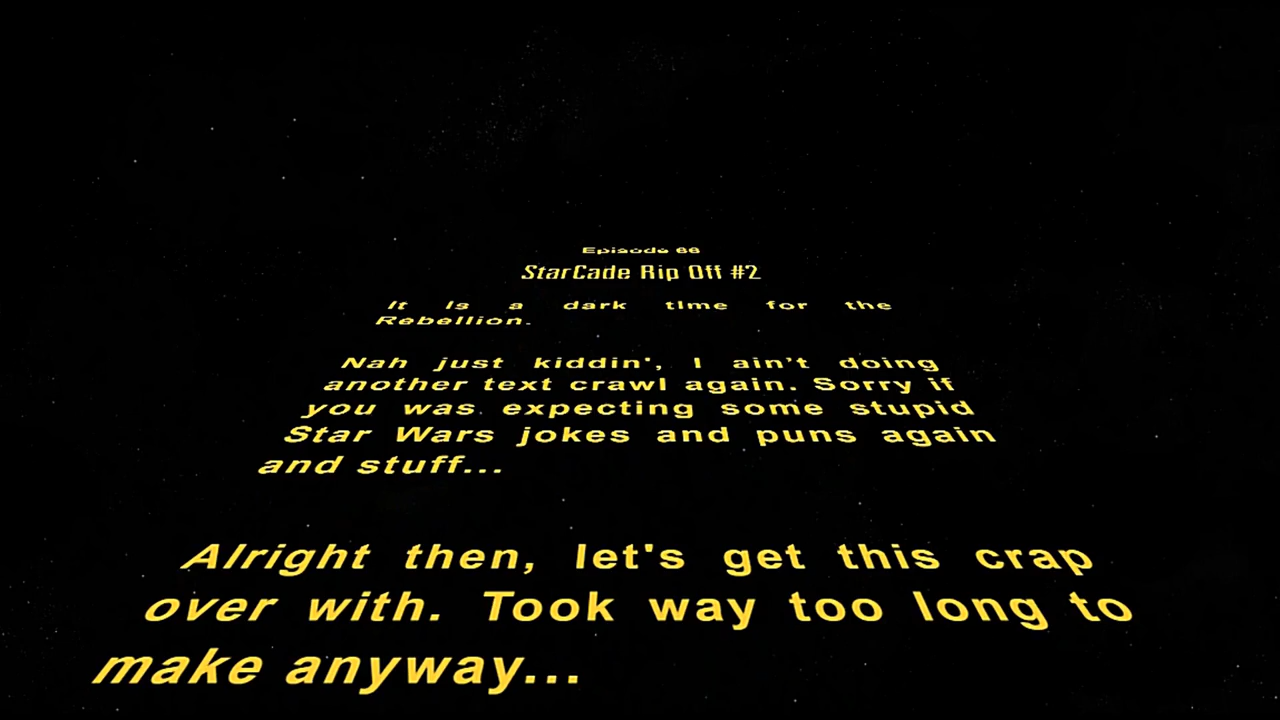 Episode 66
StarCade Rip Off #2
It is a dark time for the
Rebellion.
Nah just kiddin', I ain't doing
another text crawl again. Sorry if
you was expecting some stupid
Star Wars jokes and puns again
and stuff...
Alright then, let's get this crap
over with. Took way too long to
make anyway...